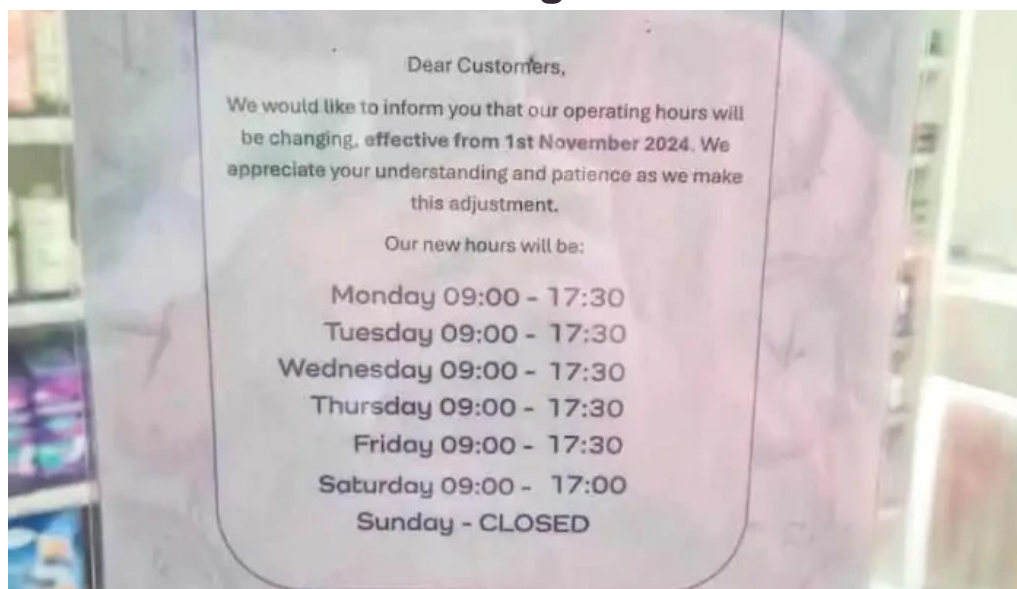 Dear Customers,
We would like to inform you that our operating hours will
be changing, effective from 1st November 2024. We
appreciate your understanding and patience as we make
this adjustment.
Our new hours will be:
Monday 09:00 - 17:30
Tuesday 09:00 - 17:30
Wednesday 09:00 - 17:30
Thursday 09:00 - 17:30
Friday 09:00 - 17:30
Saturday 09:00 - 17:00
Sunday - CLOSED